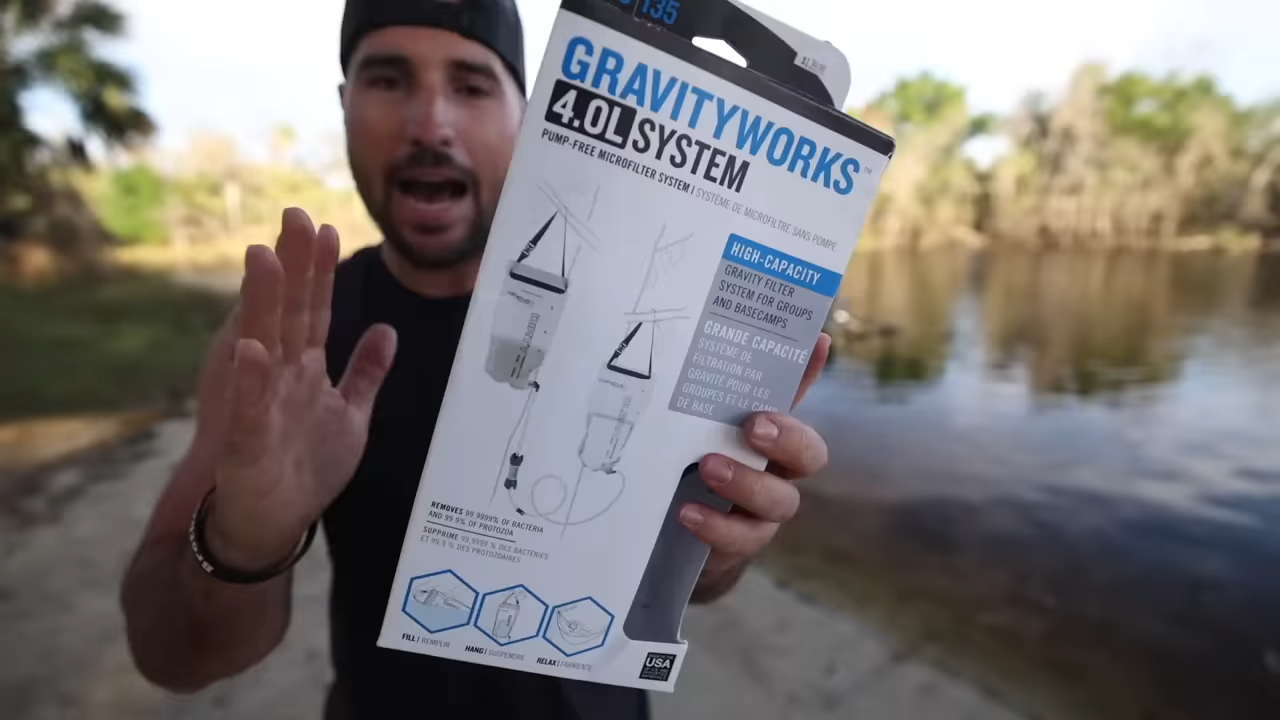 135
GRAVITYWORKS™
4.0L SYSTEM
PUMP-FREE MICROFILTER SYSTEM | SYSTÈME DE MICROFILTRE SANS POMPE
HIGH-CAPACITY
GRAVITY FILTER
SYSTEM FOR GROUPS
AND BASECAMPS
GRANDE CAPACITÉ
SYSTÈME DE
FILTRATION PAR
GRAVITÉ POUR LES
GROUPES ET LE CAMP
DE BASE
REMOVES 99.9999% OF BACTERIA
AND 99.9% OF PROTOZOA
SUPPRIME 99,9999 % DES BACTÉRIES
ET 99,9 % DES PROTOZOAIRES
FILL | REMPLIR
HANG | SUSPENDRE
RELAX | 
USA